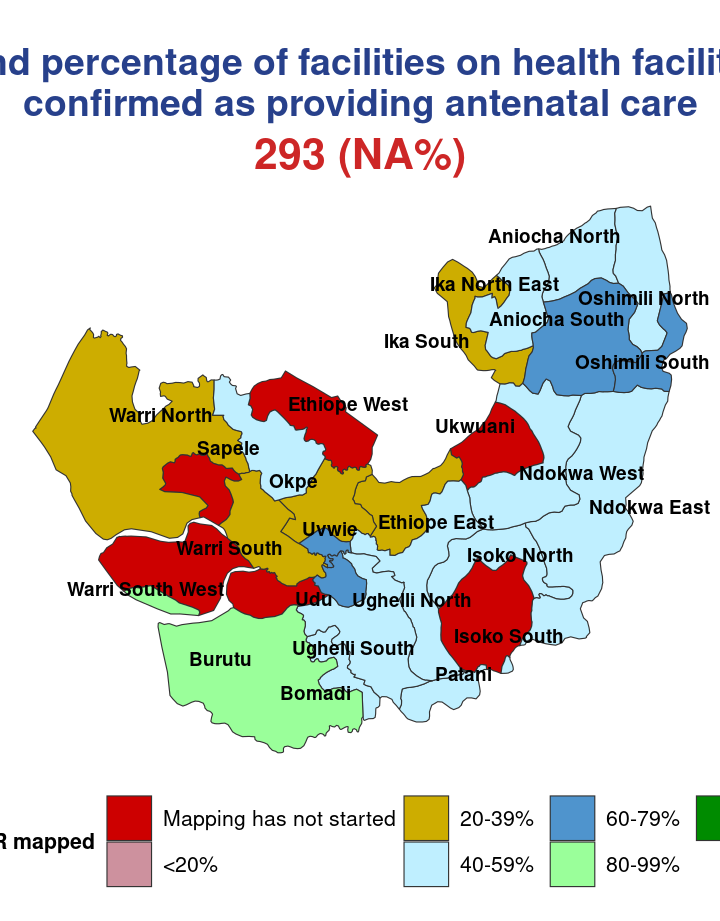 nd percentage of facilities on health facilit
confirmed as providing antenatal care
293 (NA%)
Aniocha North
Ika North East
Oshimili North
Aniocha South
Ika South
Oshimili South
Ethiope West
Warri North
Ukwuani
Sapele
Ndokwa West
Okpe
Ndokwa East
Ethiope East
Uvwie
Warri South
Isoko North
Warri South West
Udu
Ughelli North
Isoko South
Ughelli South
Burutu
Patani
Bomadi
R mapped
Mapping has not started
20-39%
60-79%
<20%
40-59%
80-99%